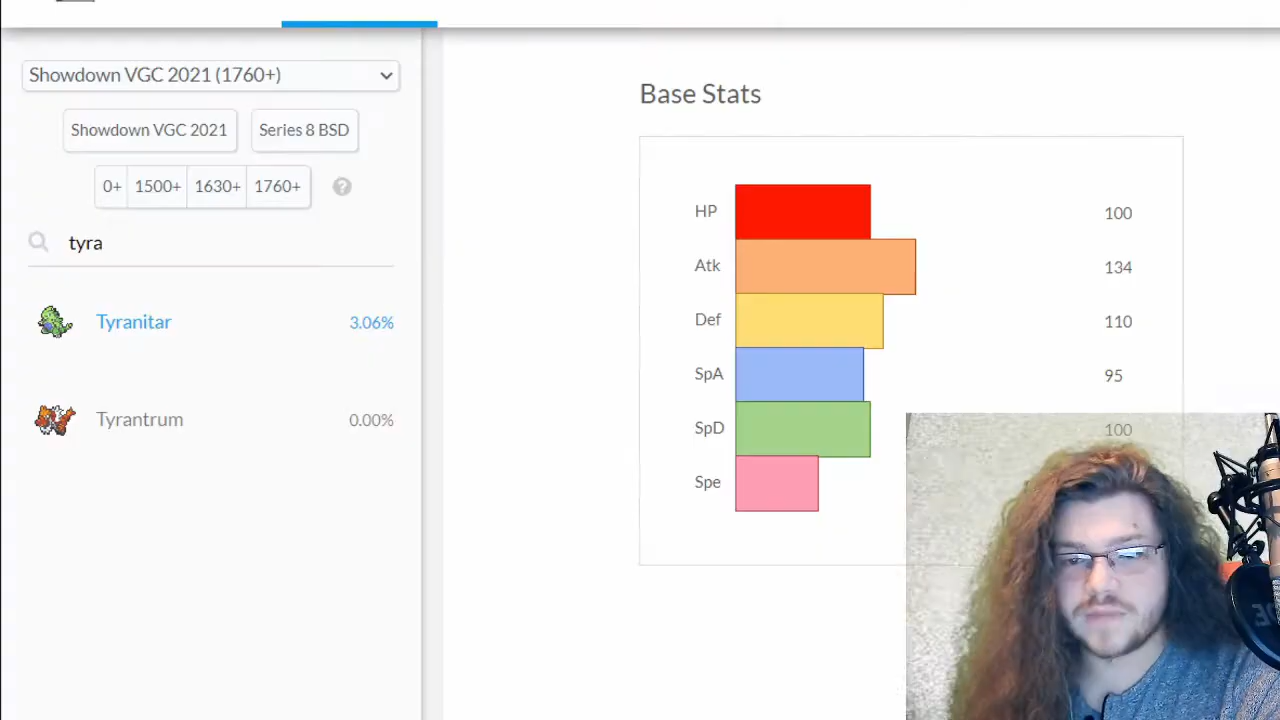 Showdown VGC 2021 (1760+)
Showdown VGC 2021
Series 8 BSD
0+
1500+
1630+
1760+
?
tyra
Tyranitar
3.06%
Tyrantrum
0.00%
Base Stats
HP
100
Atk
134
Def
110
SpA
95
SpD
100
Spe